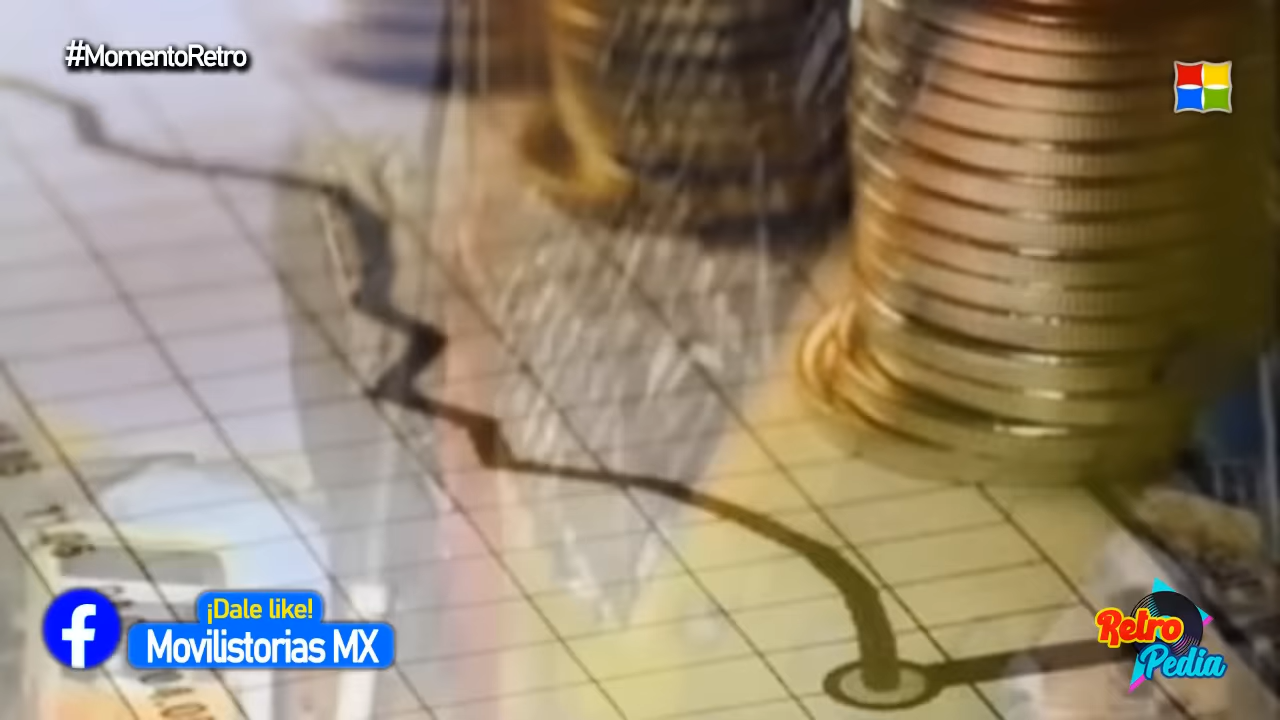 #MomentoRetro
¡Dale like!
Movilistorias MX
Retro
Pedia